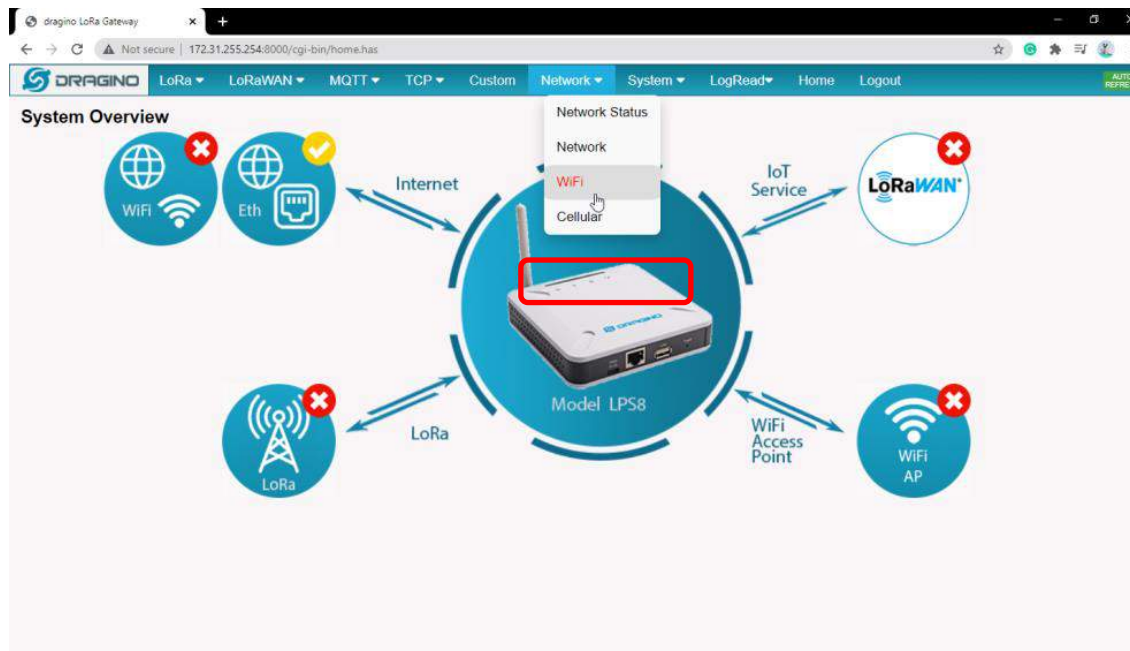 dragino LoRa Gateway
Not secure | 172.31.255.254:8000/cgi-bin/home.has
DRAGINO LoRa LoRaWAN MQTT TCP Custom Network System LogRead Home Logout
System Overview
Network Status
Network
WiFi
Cellular
WiFi
Eth
Internet
IoT
Service
LoRaWAN
DRAGINO
Model LPS8
LoRa
LoRa
WiFi
Access
Point
WiFi
AP